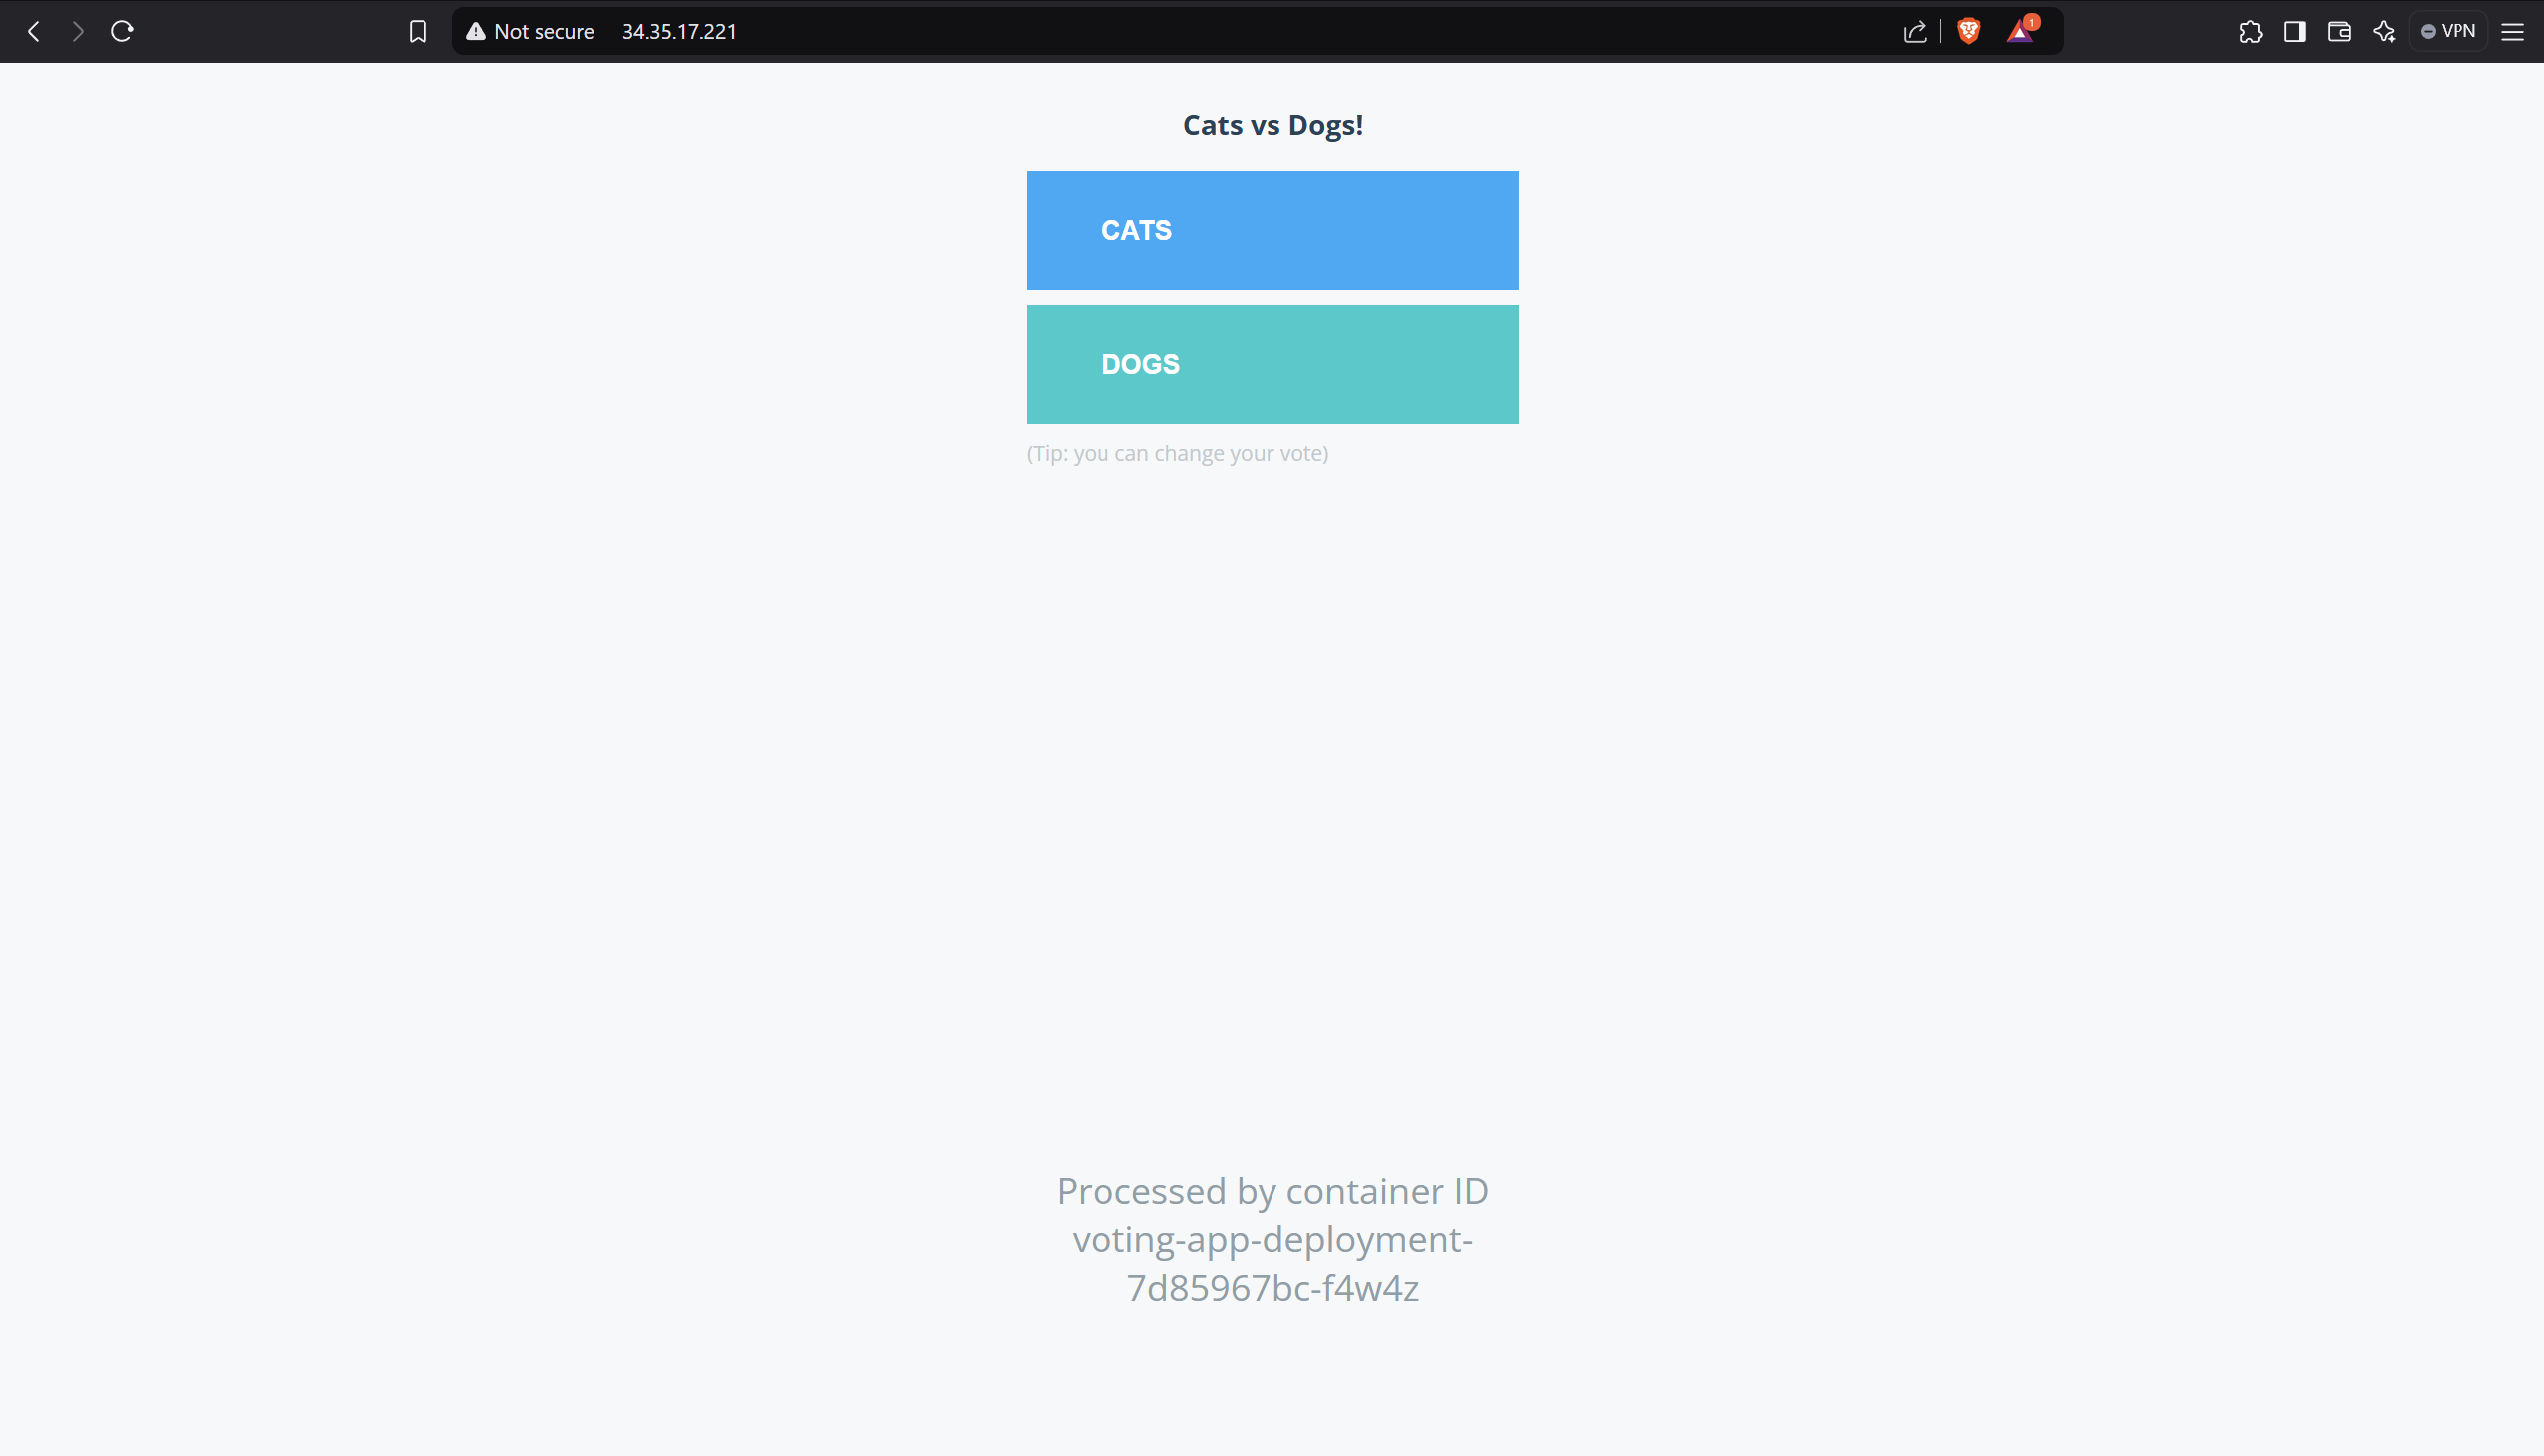 Not secure 34.35.17.221
1
VPN
Cats vs Dogs!
CATS
DOGS
(Tip: you can change your vote)
Processed by container ID
voting-app-deployment-
7d85967bc-f4w4z